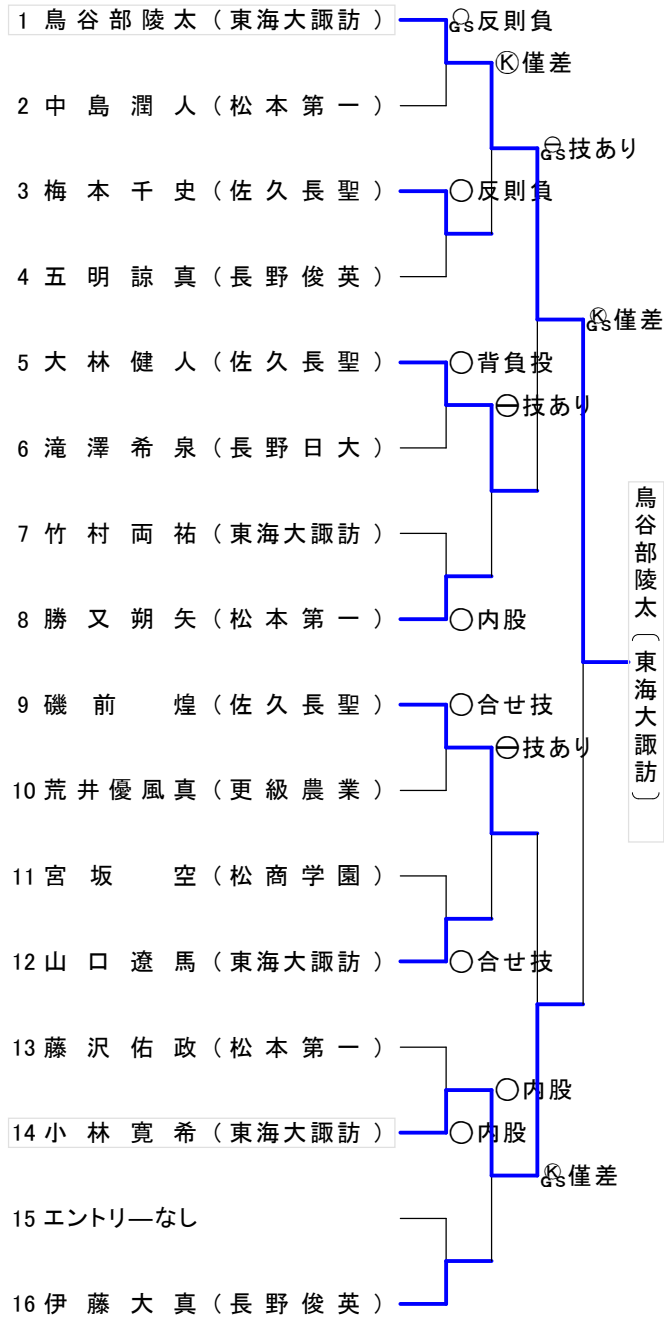 1 鳥谷部陵太（東海大諏訪） ○GS反則負
Ⓚ僅差
2 中島潤人（松本第一）
㊀GS技あり
3 梅本千史（佐久長聖） ○反則負
4 五明諒真（長野俊英）
ⓀGS僅差
5 大林健人（佐久長聖） ○背負投
㊀技あり
6 滝澤希泉（長野日大）
7 竹村両祐（東海大諏訪）
8 勝又朔矢（松本第一） ○内股
鳥谷部陵太（東海大諏訪）
9 磯前 煌（佐久長聖） ○合せ技
㊀技あり
10 荒井優風真（更級農業）
11 宮坂 空（松商学園）
12 山口遼馬（東海大諏訪） ○合せ技
13 藤沢佑政（松本第一）
○内股
14 小林寛希（東海大諏訪） ○内股
ⓀGS僅差
15 エントリ―なし
16 伊藤大真（長野俊英）